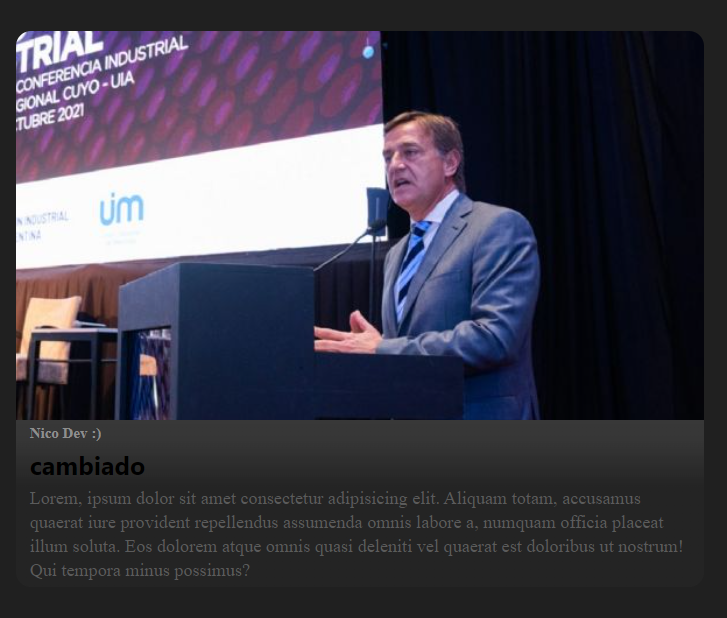 TRIAL
CONFERENCIA INDUSTRIAL
GIONAL CUYO - UIA
TUBRE 2021
N INDUSTRIAL
ENTINA
uim
Nico Dev :)
cambiado
Lorem, ipsum dolor sit amet consectetur adipisicing elit. Aliquam totam, accusamus
quaerat iure provident repellendus assumenda omnis labore a, numquam officia placeat
illum soluta. Eos dolorem atque omnis quasi deleniti vel quaerat est doloribus ut nostrum!
Qui tempora minus possimus?